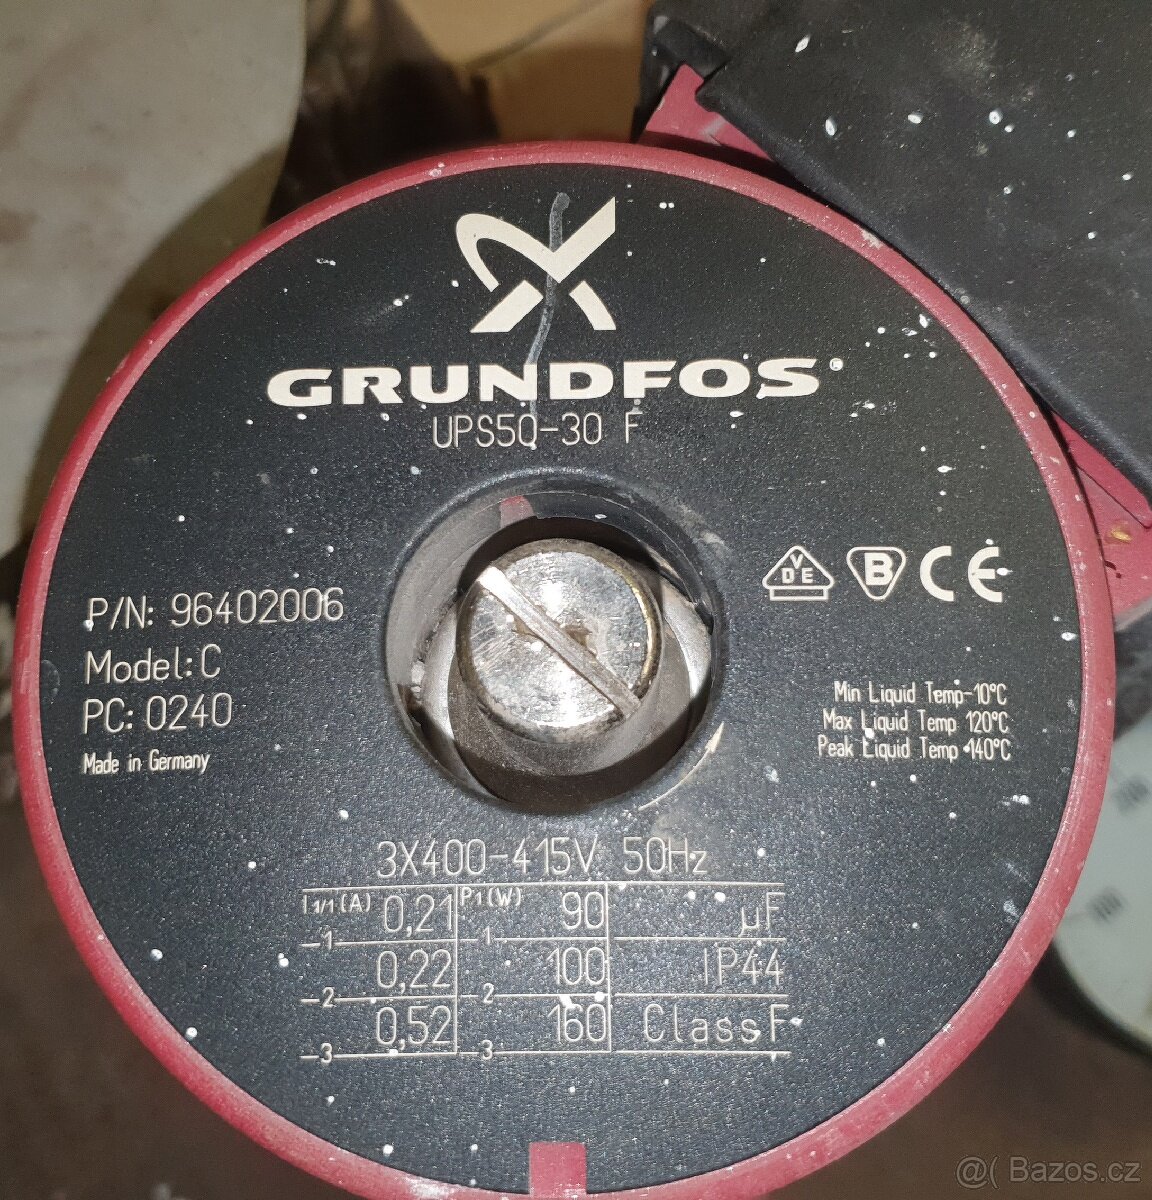 GRUNDFOS®
UPS50-30 F
VDE B CE
P/N: 96402006
Model: C
PC: 0240
Made in Germany
Min Liquid Temp -10°C
Max Liquid Temp 120°C
Peak Liquid Temp 140°C
3X400-415V 50Hz
I1/1 (A) 0,21 P1 (W) 90 µF
1 1
0,22 100 IP44
2 2
0,52 160 Class F
3 3
@( Bazos.cz